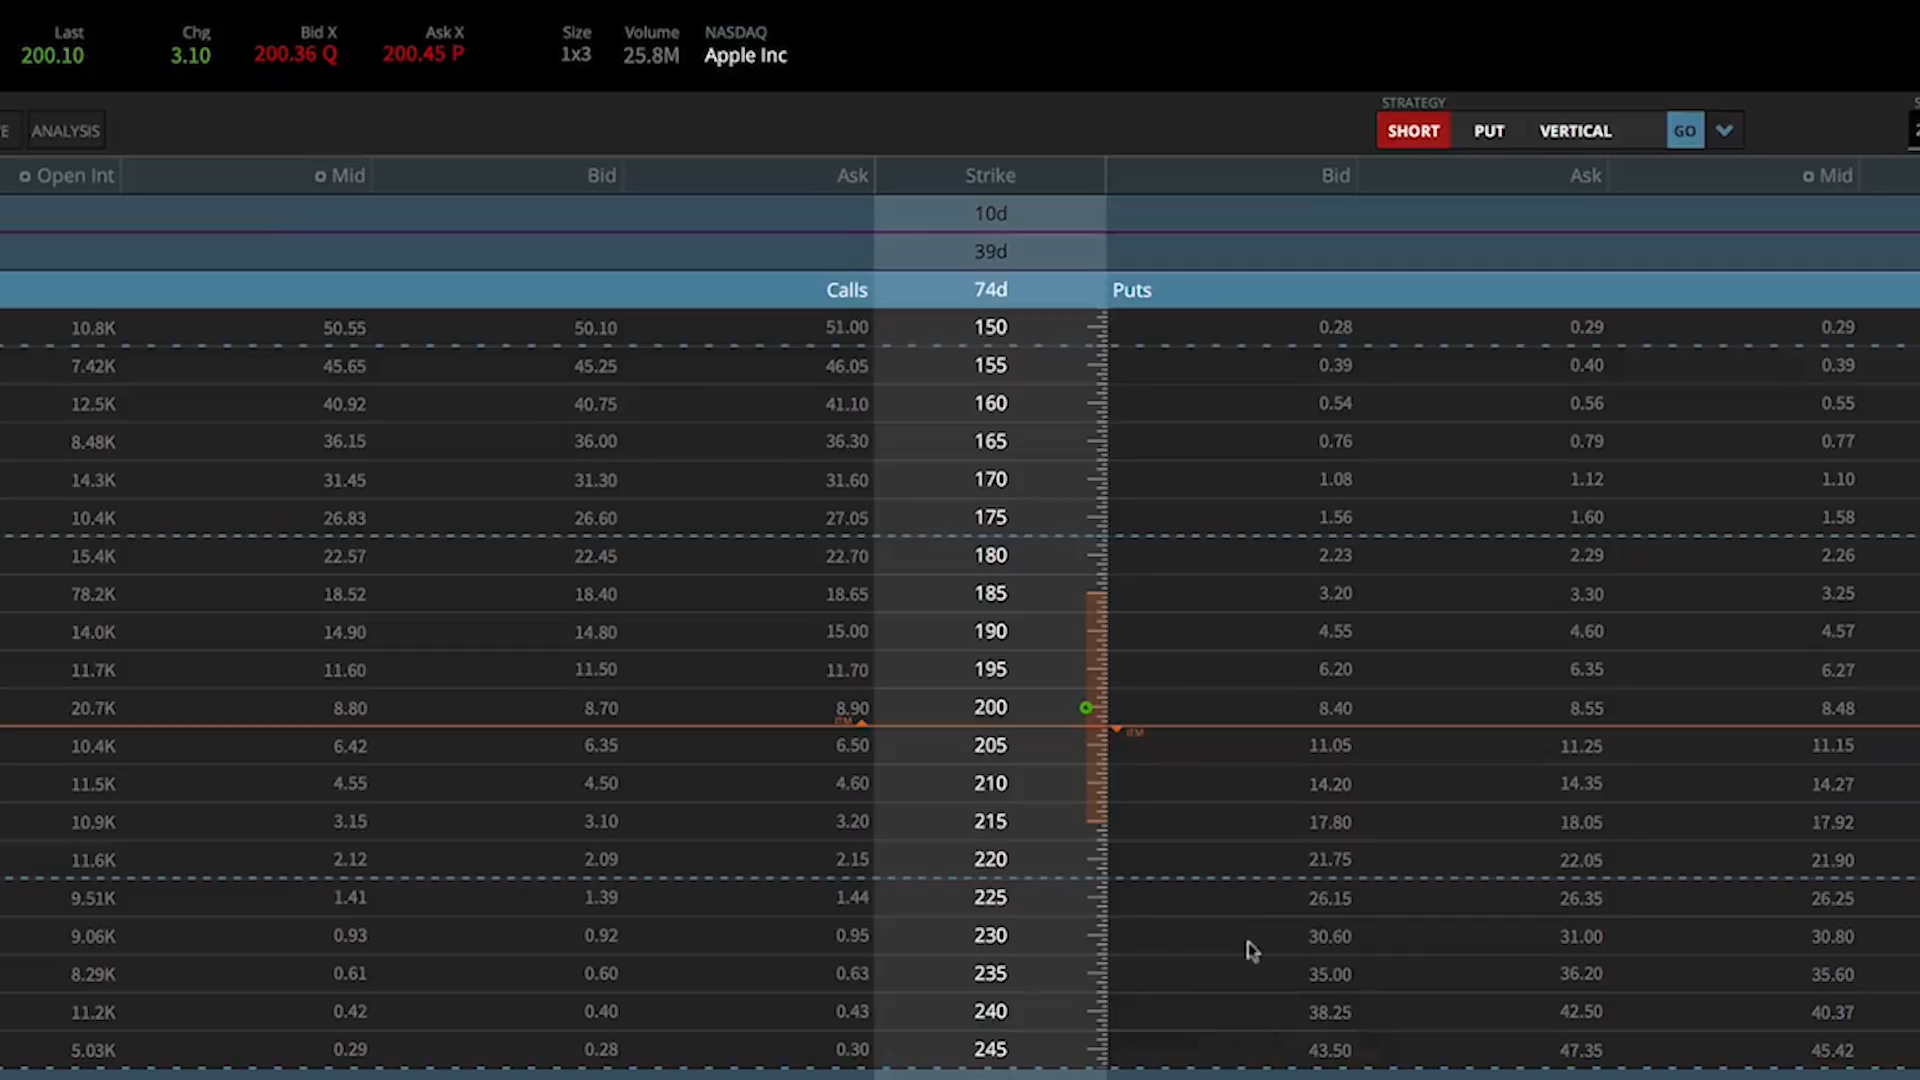 Last Chg Bid X Ask X Size Volume NASDAQ
200.10 3.10 200.36 Q 200.45 P 1x3 25.8M Apple Inc
STRATEGY
ANALYSIS SHORT PUT VERTICAL GO
Open Int Mid Bid Ask Strike Bid Ask Mid
10d
39d
Calls 74d Puts
10.8K 50.55 50.10 51.00 150 0.28 0.29 0.29
7.42K 45.65 45.25 46.05 155 0.39 0.40 0.39
12.5K 40.92 40.75 41.10 160 0.54 0.56 0.55
8.48K 36.15 36.00 36.30 165 0.76 0.79 0.77
14.3K 31.45 31.30 31.60 170 1.08 1.12 1.10
10.4K 26.83 26.60 27.05 175 1.56 1.60 1.58
15.4K 22.57 22.45 22.70 180 2.23 2.29 2.26
78.2K 18.52 18.40 18.65 185 3.20 3.30 3.25
14.0K 14.90 14.80 15.00 190 4.55 4.60 4.57
11.7K 11.60 11.50 11.70 195 6.20 6.35 6.27
20.7K 8.80 8.70 8.90 200 8.40 8.55 8.48
ITM ITM
10.4K 6.42 6.35 6.50 205 11.05 11.25 11.15
11.5K 4.55 4.50 4.60 210 14.20 14.35 14.27
10.9K 3.15 3.10 3.20 215 17.80 18.05 17.92
11.6K 2.12 2.09 2.15 220 21.75 22.05 21.90
9.51K 1.41 1.39 1.44 225 26.15 26.35 26.25
9.06K 0.93 0.92 0.95 230 30.60 31.00 30.80
8.29K 0.61 0.60 0.63 235 35.00 36.20 35.60
11.2K 0.42 0.40 0.43 240 38.25 42.50 40.37
5.03K 0.29 0.28 0.30 245 43.50 47.35 45.42